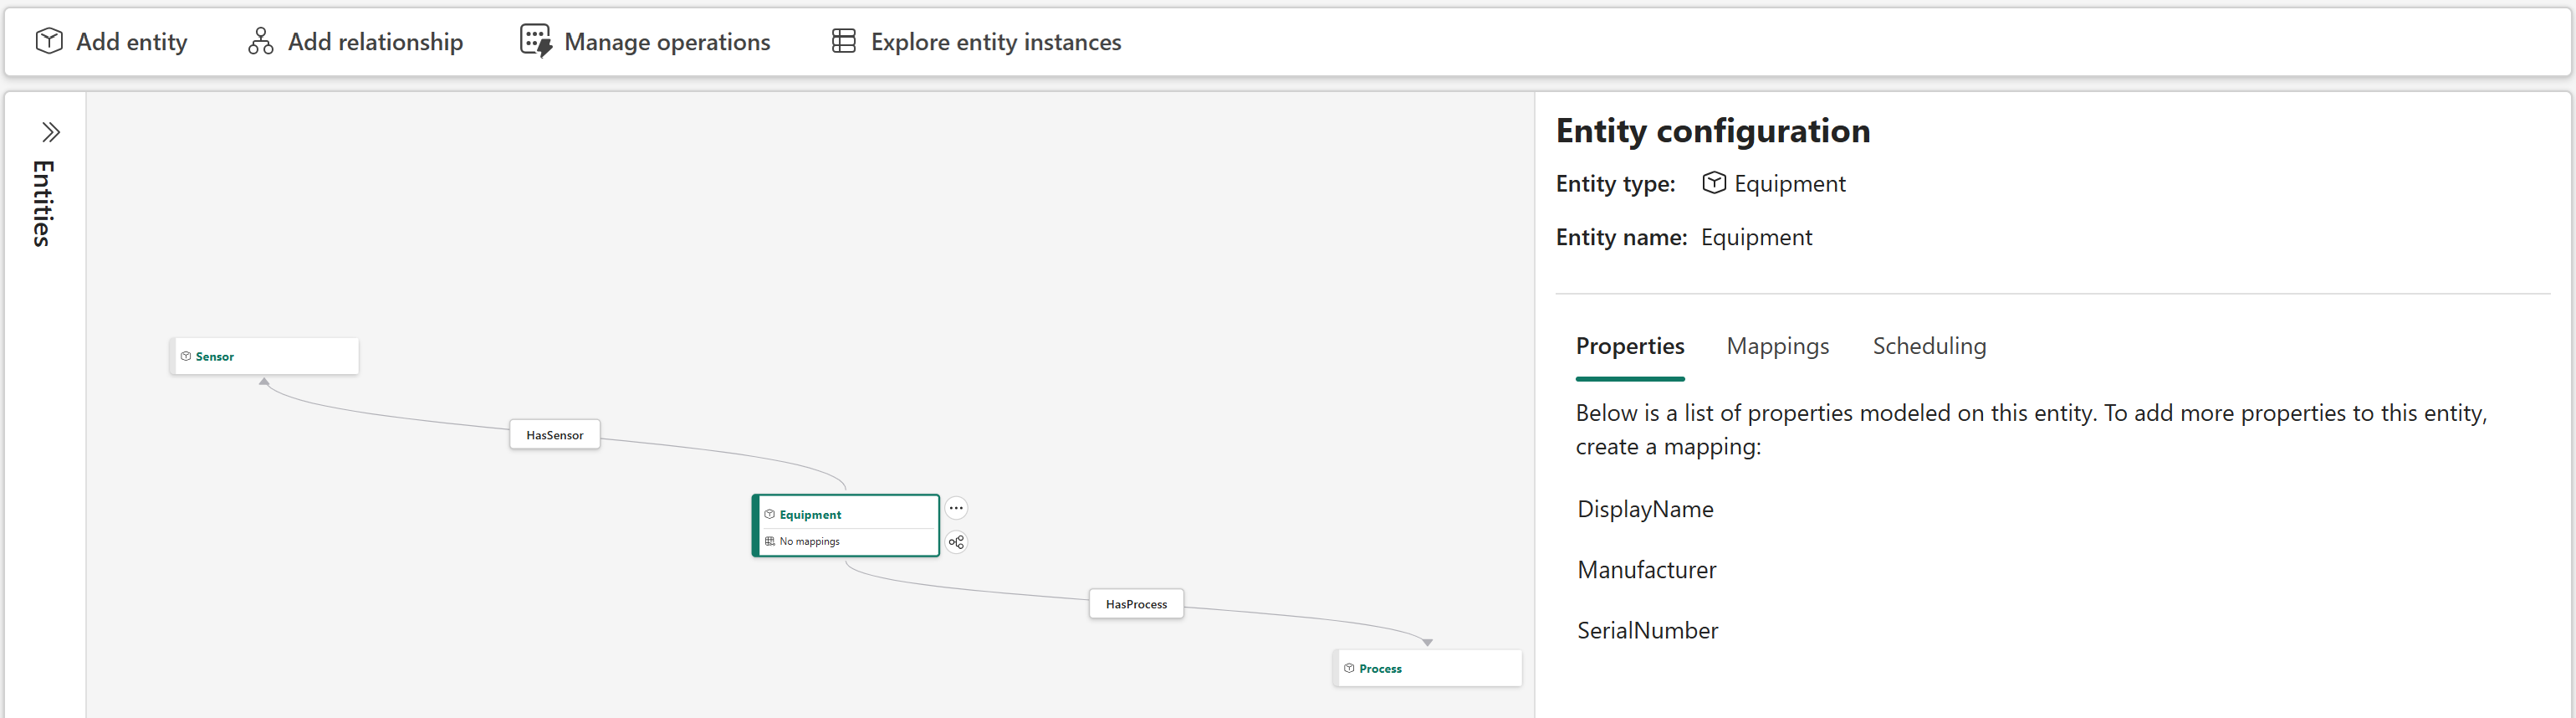 Add entity
Add relationship
Manage operations
Explore entity instances
Entities
Sensor
HasSensor
Equipment
No mappings
HasProcess
Process
Entity configuration
Entity type: Equipment
Entity name: Equipment
Properties
Mappings
Scheduling
Below is a list of properties modeled on this entity. To add more properties to this entity,
create a mapping:
DisplayName
Manufacturer
SerialNumber